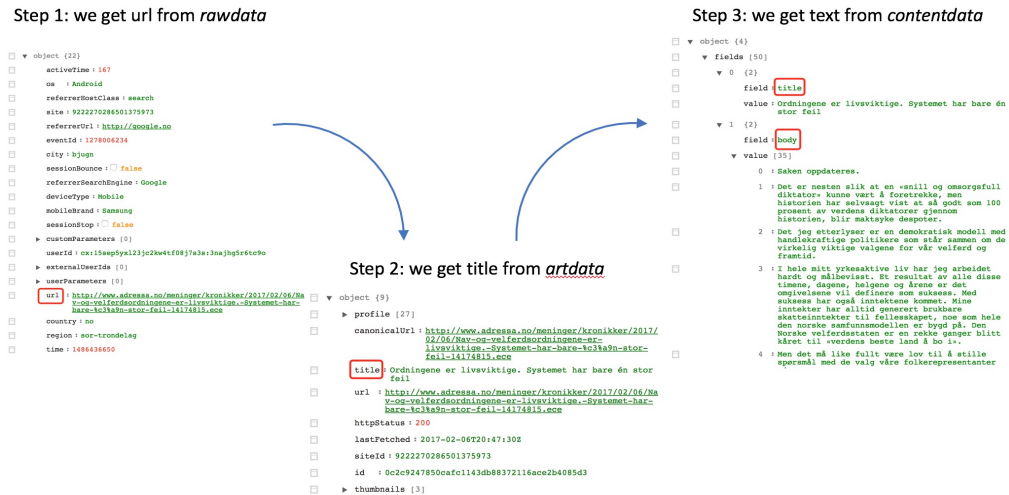 Step 1: we get url from rawdata
object {22}
activeTime : 167
os : Android
referrerHostClass : search
site : 9222270286501375973
referrerUrl : http://google.no
eventId : 1278006234
city : bjugn
sessionBounce : false
referrerSearchEngine : Google
deviceType : Mobile
mobileBrand : Samsung
sessionStop : false
customParameters [0]
userId : cx:15sep5yxl23jc2kw4tf08j7s3s:3najhg5r6tc9o
externalUserIds [0]
userParameters [0]
url : http://www.adressa.no/meninger/kronikker/2017/02/06/Na
v-og-velferdsordningene-er-livsviktige.-Systemet-har-
bare-%c3%a9n-stor-feil-14174815.ece
country : no
region : sor-trondelag
time : 1486436650
Step 2: we get title from artdata
object {9}
profile [27]
canonicalUrl : http://www.adressa.no/meninger/kronikker/2017/
02/06/Nav-og-velferdsordningene-er-
livsviktige.-Systemet-har-bare-%c3%a9n-stor-
feil-14174815.ece
title : Ordningene er livsviktige. Systemet har bare én stor
feil
url : http://www.adressa.no/meninger/kronikker/2017/02/06/Na
v-og-velferdsordningene-er-livsviktige.-Systemet-har-
bare-%c3%a9n-stor-feil-14174815.ece
httpStatus : 200
lastFetched : 2017-02-06T20:47:30Z
siteId : 9222270286501375973
id : 0c2c9247850cafc1143db88372116ace2b4085d3
thumbnails [3]
Step 3: we get text from contentdata
object {4}
fields [50]
0 {2}
field : title
value : Ordningene er livsviktige. Systemet har bare én
stor feil
1 {2}
field : body
value [35]
0 : Saken oppdateres.
1 : Det er nesten slik at en «snill og omsorgsfull
diktator» kunne vært å foretrekke, men
historien har selvsagt vist at så godt som 100
prosent av verdens diktatorer gjennom
historien, blir maktsyke despoter.
2 : Det jeg etterlyser er en demokratisk modell med
handlekraftige politikere som står sammen om de
virkelig viktige valgene for vår velferd og
framtid.
3 : I hele mitt yrkesaktive liv har jeg arbeidet
hardt og målbevisst. Et resultat av alle disse
timene, dagene, helgene og årene er det
omgivelsene vil definere som suksess. Med
suksess har også inntektene kommet. Mine
inntekter har alltid generert brukbare
skatteinntekter til fellesskapet, noe som hele
den norske samfunnsmodellen er bygd på. Den
Norske velferdsstaten er en rekke ganger blitt
kåret til «verdens beste land å bo i».
4 : Men det må like fullt være lov til å stille
spørsmål med de valg våre folkerepresentanter